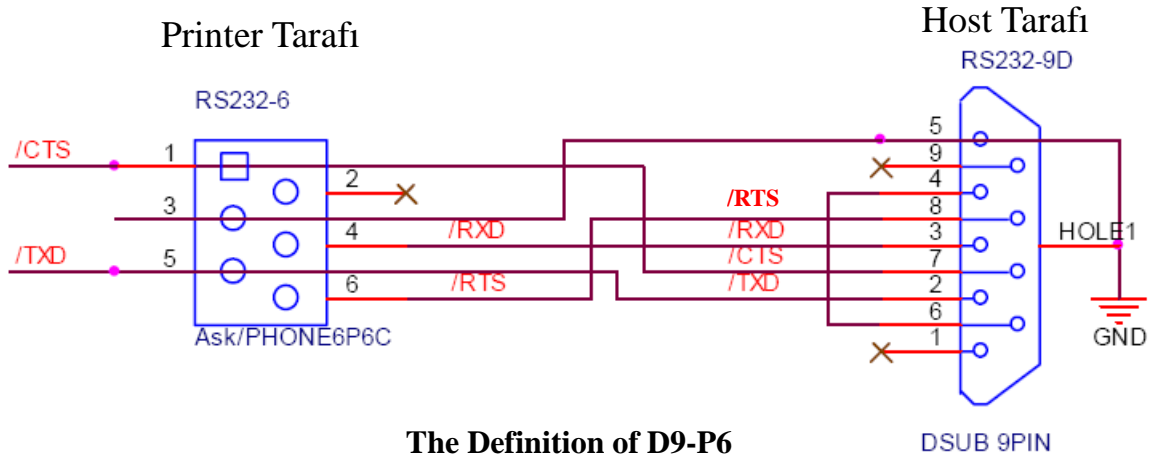 Printer Tarafı
Host Tarafı
RS232-9D
RS232-6
/CTS
1
2
3
4
/RXD
/TXD
5
6
/RTS
Ask/PHONE6P6C
5
9
4
/RTS
8
/RXD
3
/CTS
7
/TXD
2
6
1
HOLE1
GND
The Definition of D9-P6
DSUB 9PIN